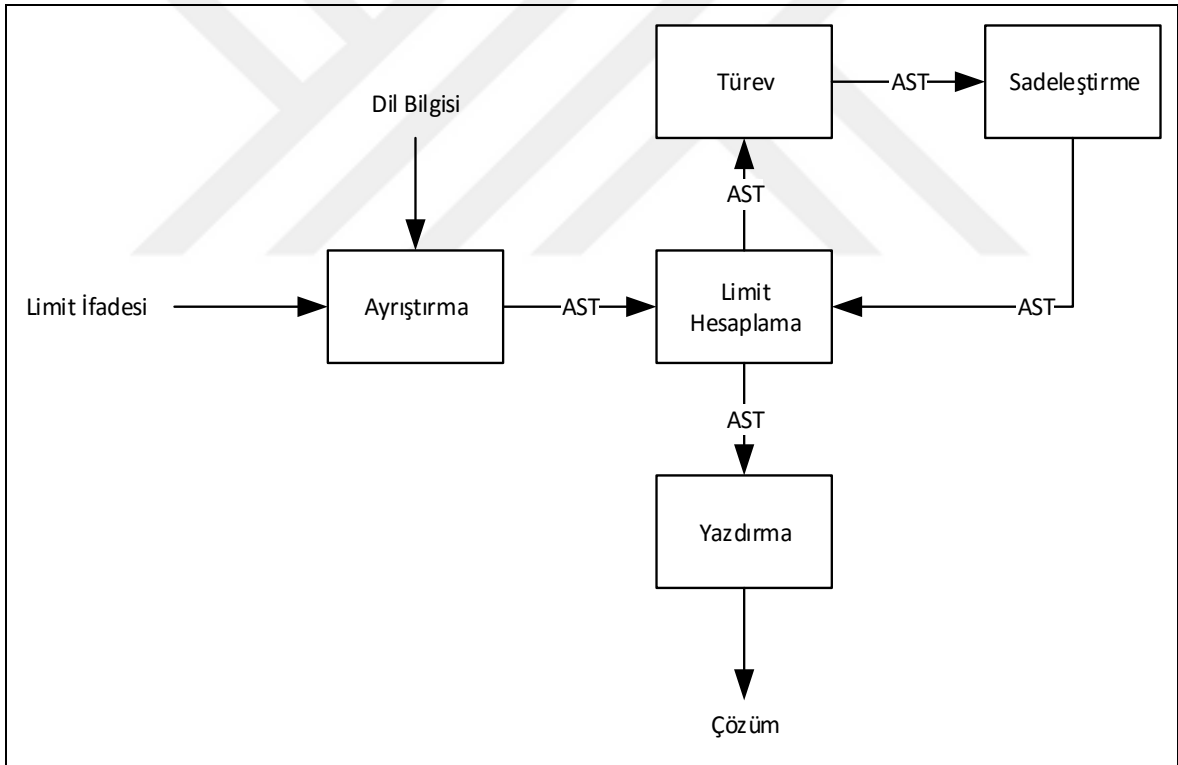 Türev
AST
Sadeleştirme
Dil Bilgisi
AST
Limit İfadesi
Ayrıştırma
AST
Limit
Hesaplama
AST
AST
Yazdırma
Çözüm